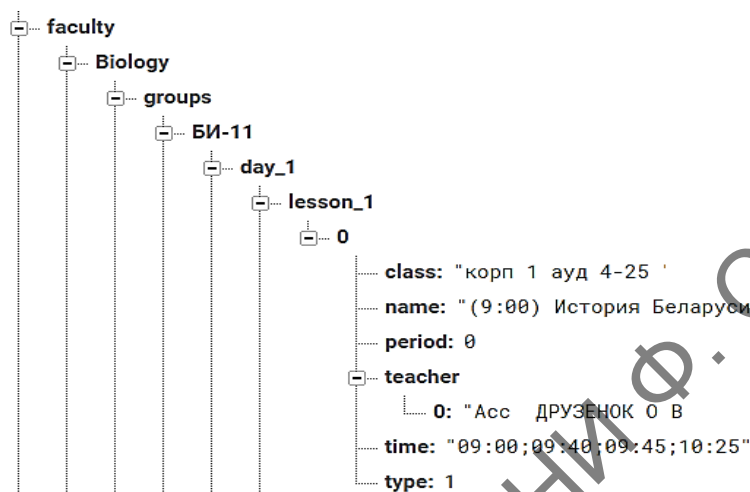 faculty
Biology
groups
БИ-11
day_1
lesson_1
0
class: "корп 1 ауд 4-25 '
name: "(9:00) История Беларуси
period: 0
teacher
0: "Асс ДРУЗЕНОК О В
time: "09:00;09:40;09:45;10:25"
type: 1
НИ Ф.